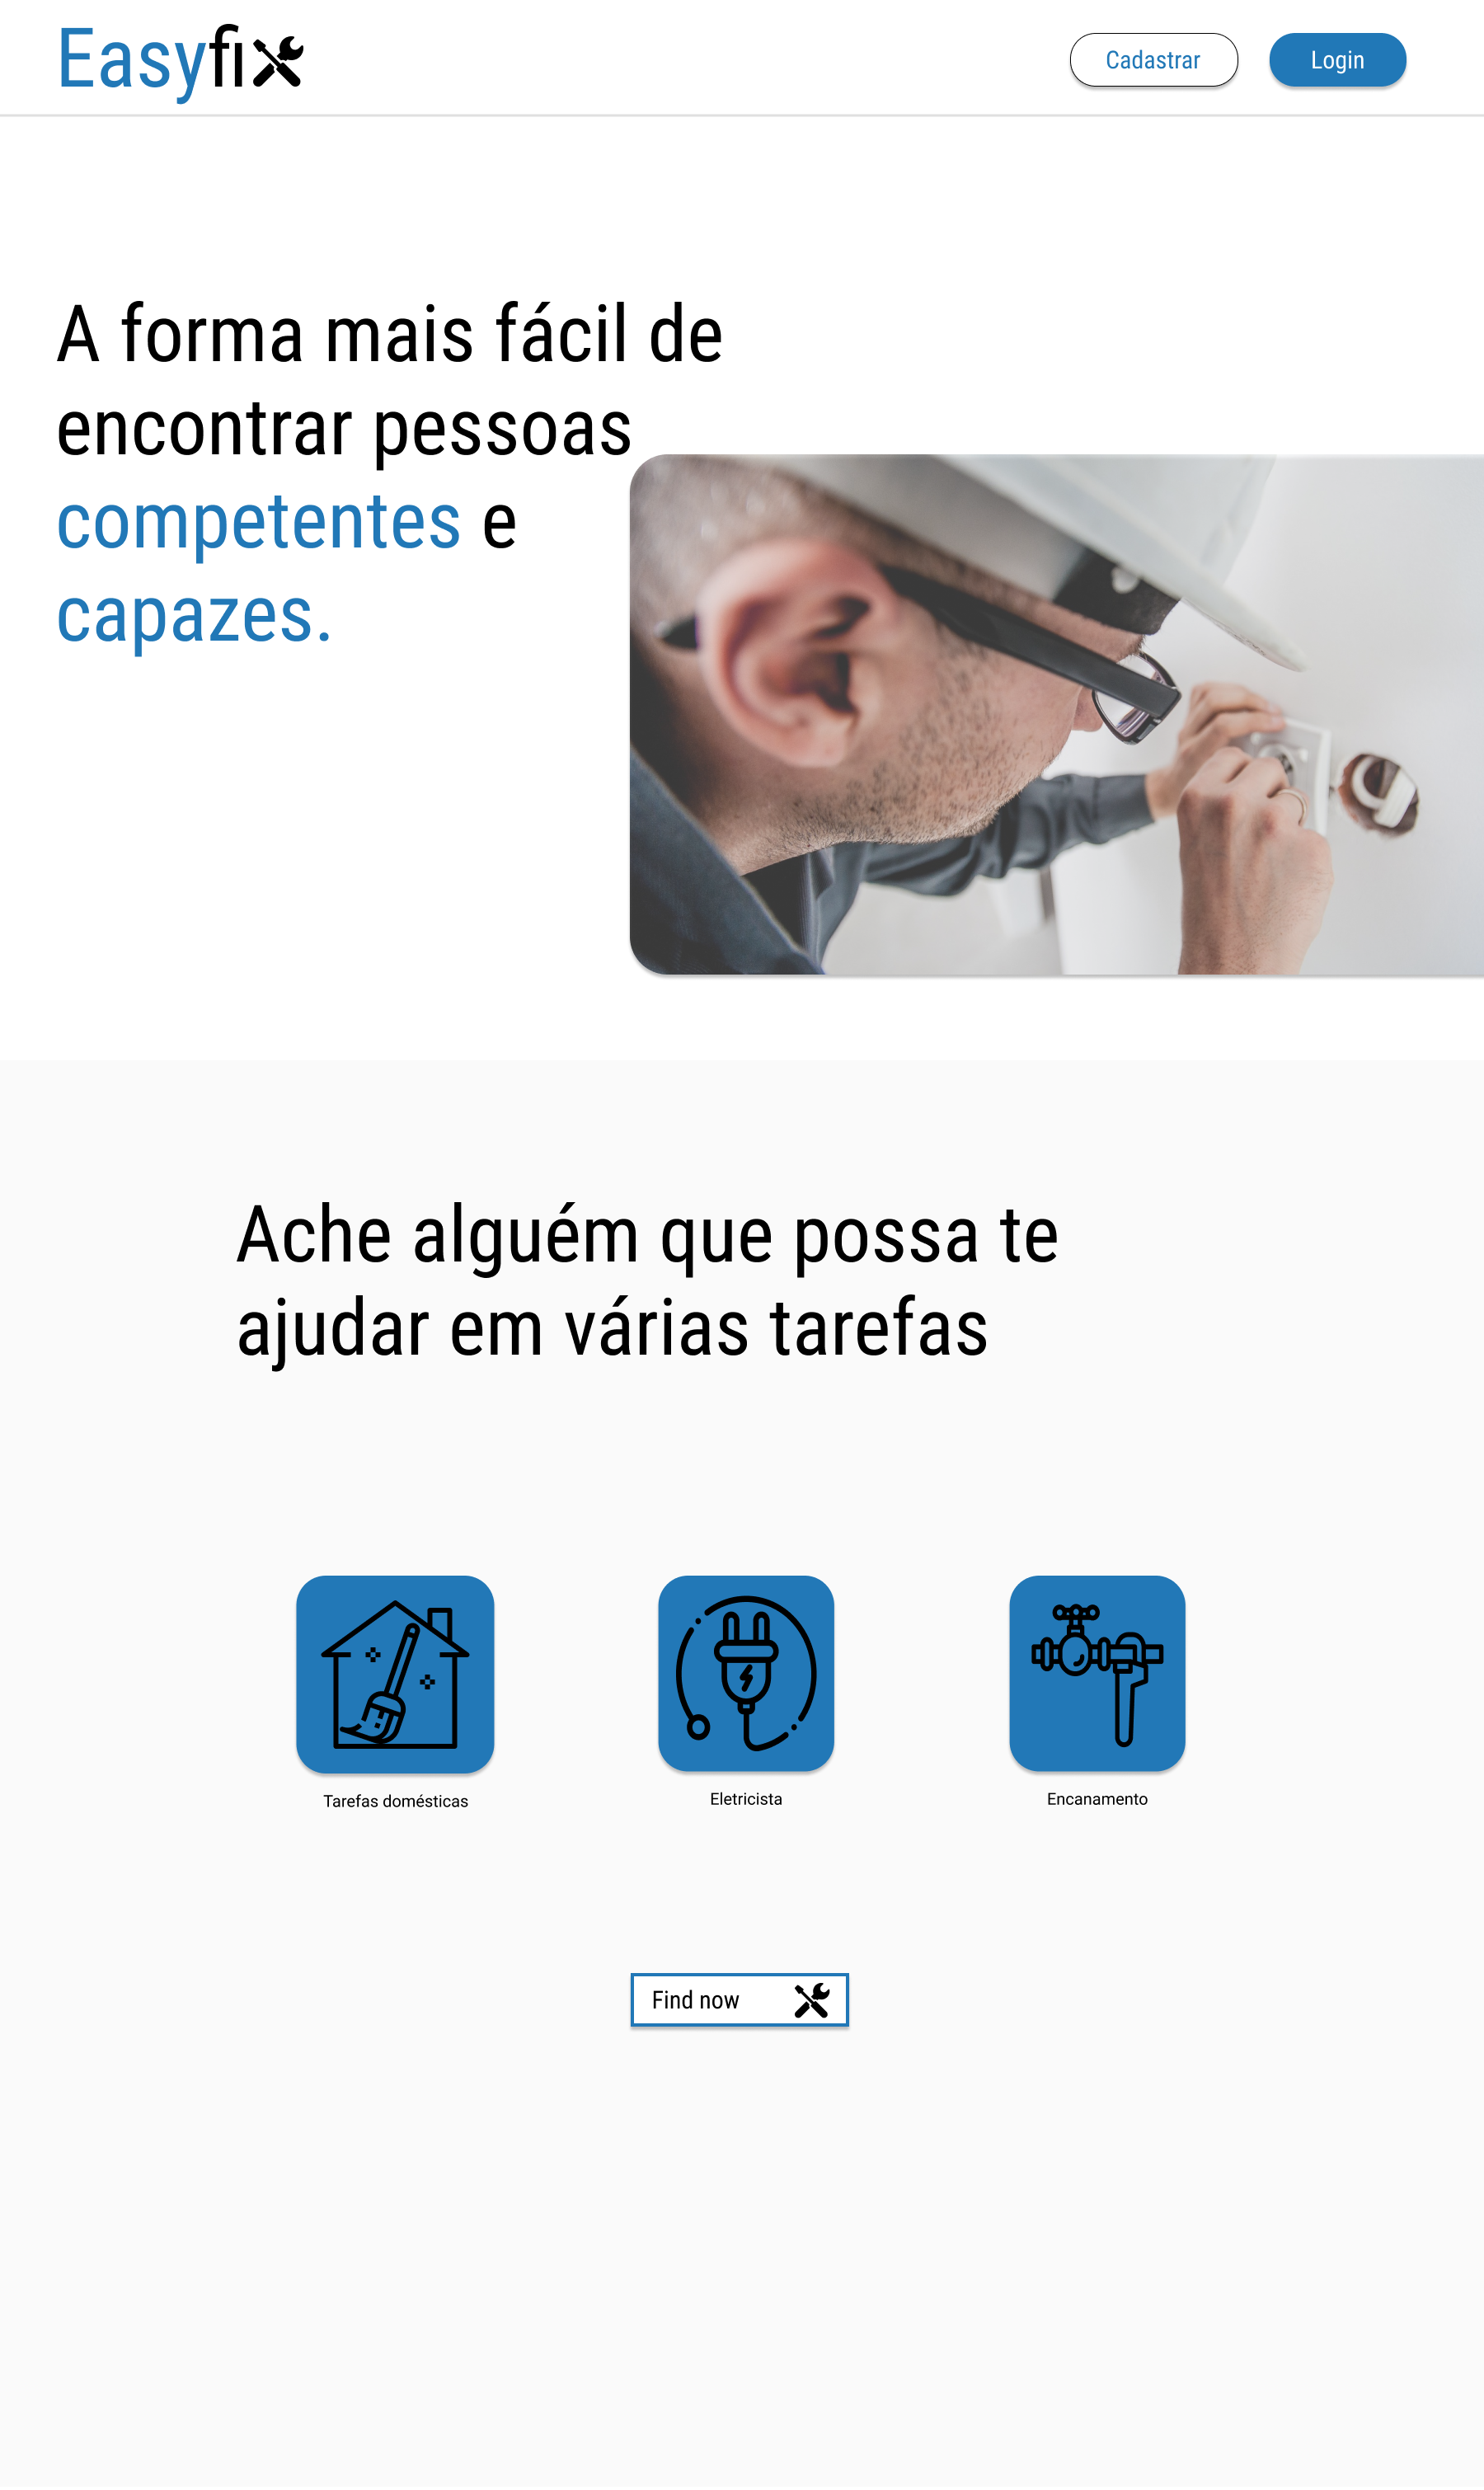 Easyfix
Cadastrar
Login
A forma mais fácil de
encontrar pessoas
competentes e
capazes.
Ache alguém que possa te
ajudar em várias tarefas
Tarefas domésticas
Eletricista
Encanamento
Find now